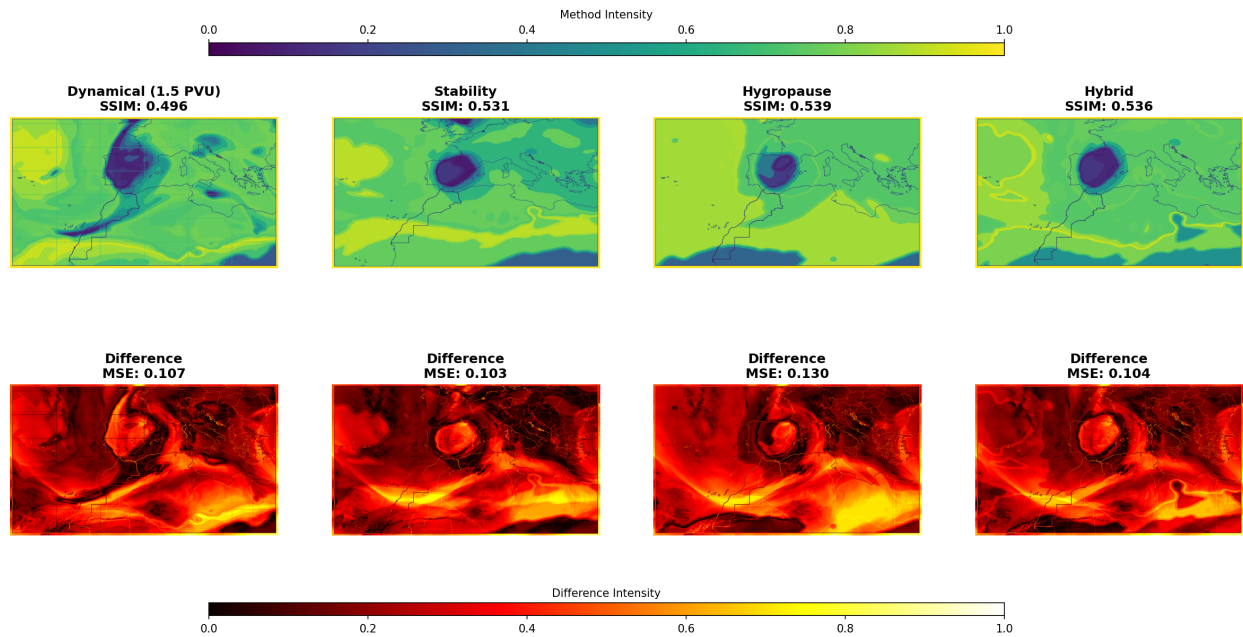 Method Intensity
0.0 0.2 0.4 0.6 0.8 1.0
Dynamical (1.5 PVU)
SSIM: 0.496
Stability
SSIM: 0.531
Hygropause
SSIM: 0.539
Hybrid
SSIM: 0.536
Difference
MSE: 0.107
Difference
MSE: 0.103
Difference
MSE: 0.130
Difference
MSE: 0.104
Difference Intensity
0.0 0.2 0.4 0.6 0.8 1.0